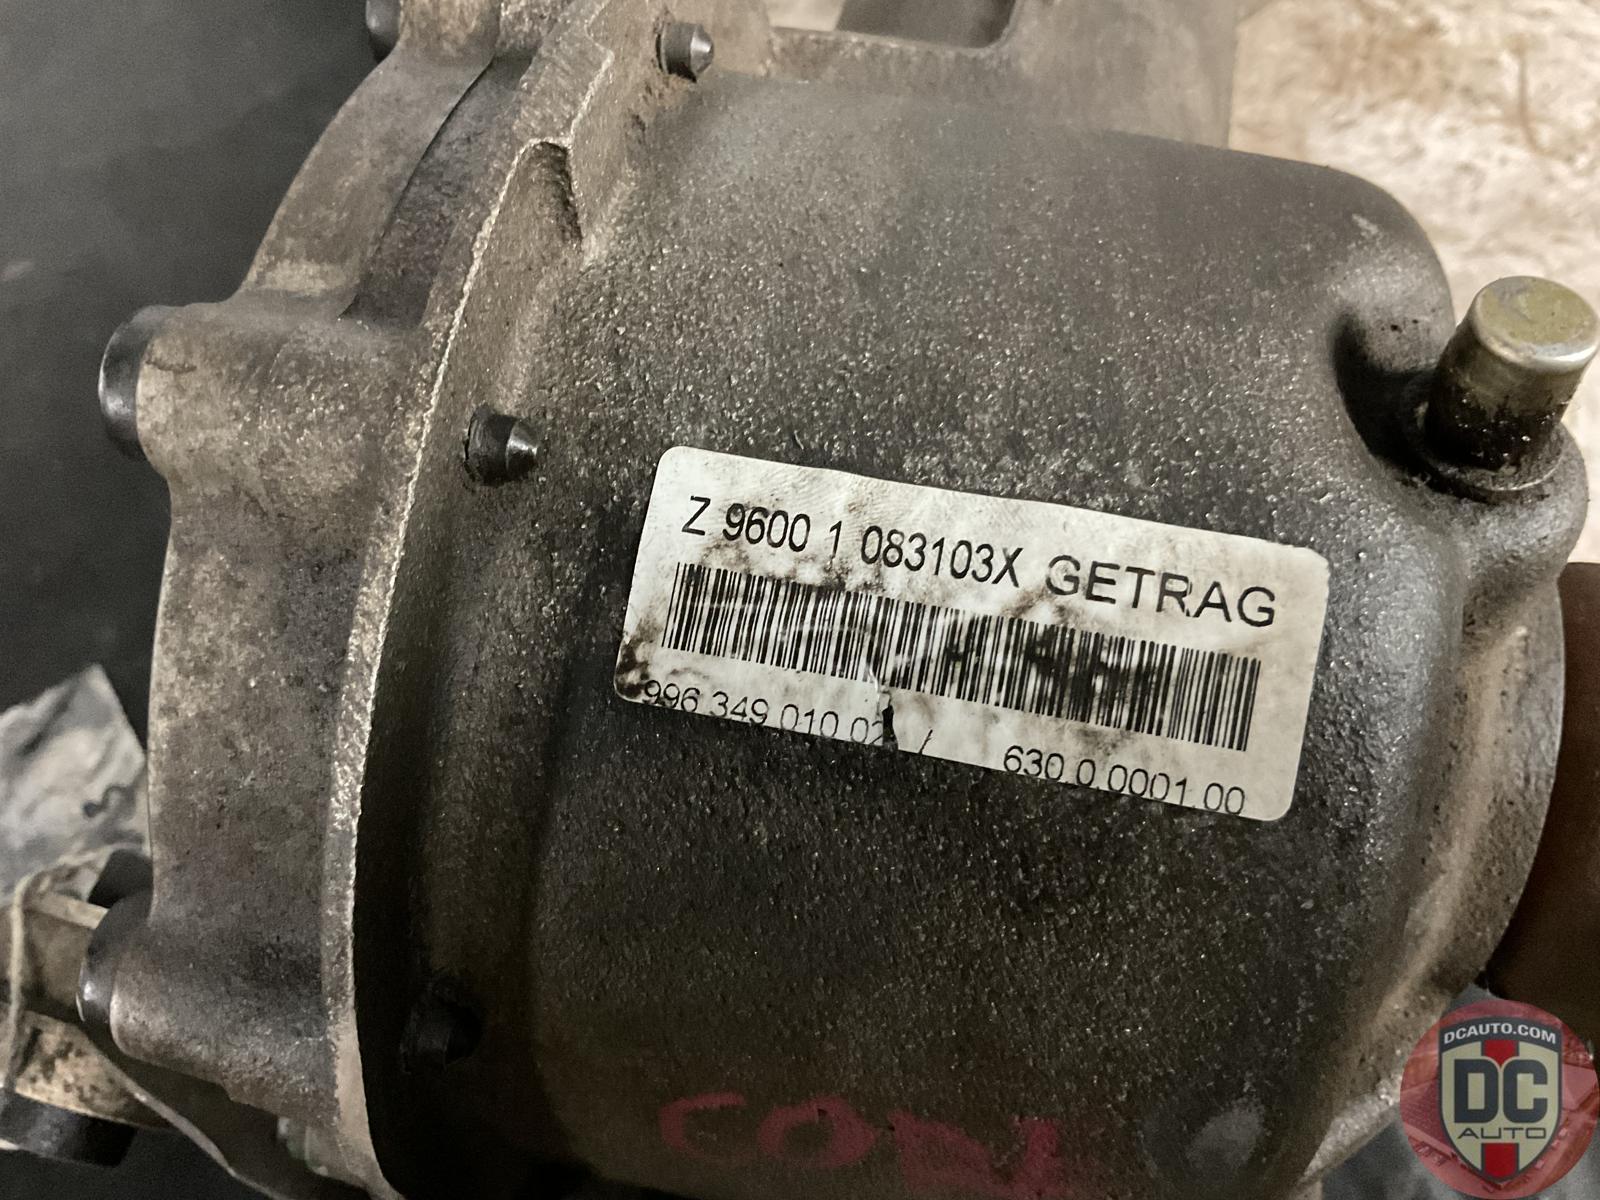 Z 9600 1 083103X GETRAG
996 349 010 02 / 630 0 0001 00
DCAUTO.COM
DC
AUTO